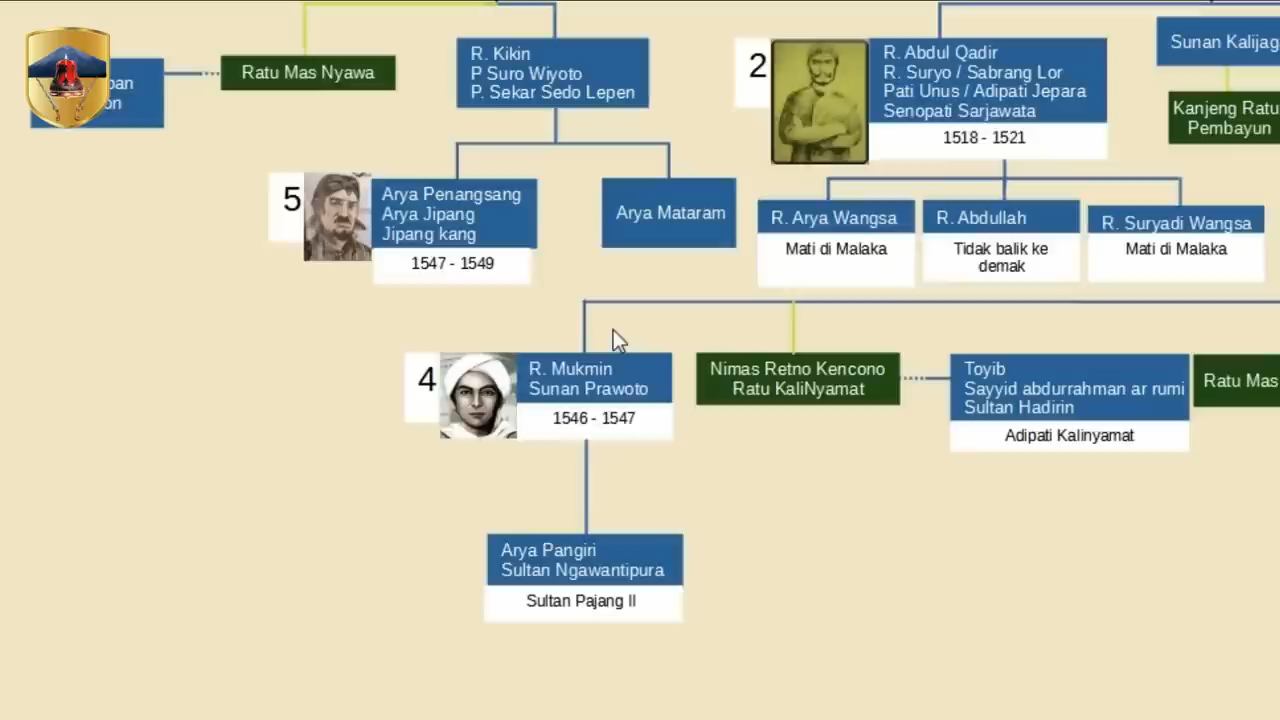 Ratu Mas Nyawa
R. Kikin
P Suro Wiyoto
P. Sekar Sedo Lepen
2
R. Abdul Qadir
R. Suryo / Sabrang Lor
Pati Unus / Adipati Jepara
Senopati Sarjawata
1518 - 1521
Sunan Kalijag
Kanjeng Ratu
Pembayun
5
Arya Penangsang
Arya Jipang
Jipang kang
1547 - 1549
Arya Mataram
R. Arya Wangsa
Mati di Malaka
R. Abdullah
Tidak balik ke
demak
R. Suryadi Wangsa
Mati di Malaka
4
R. Mukmin
Sunan Prawoto
1546 - 1547
Nimas Retno Kencono
Ratu KaliNyamat
Toyib
Sayyid abdurrahman ar rumi
Sultan Hadirin
Adipati Kalinyamat
Ratu Mas
Arya Pangiri
Sultan Ngawantipura
Sultan Pajang II